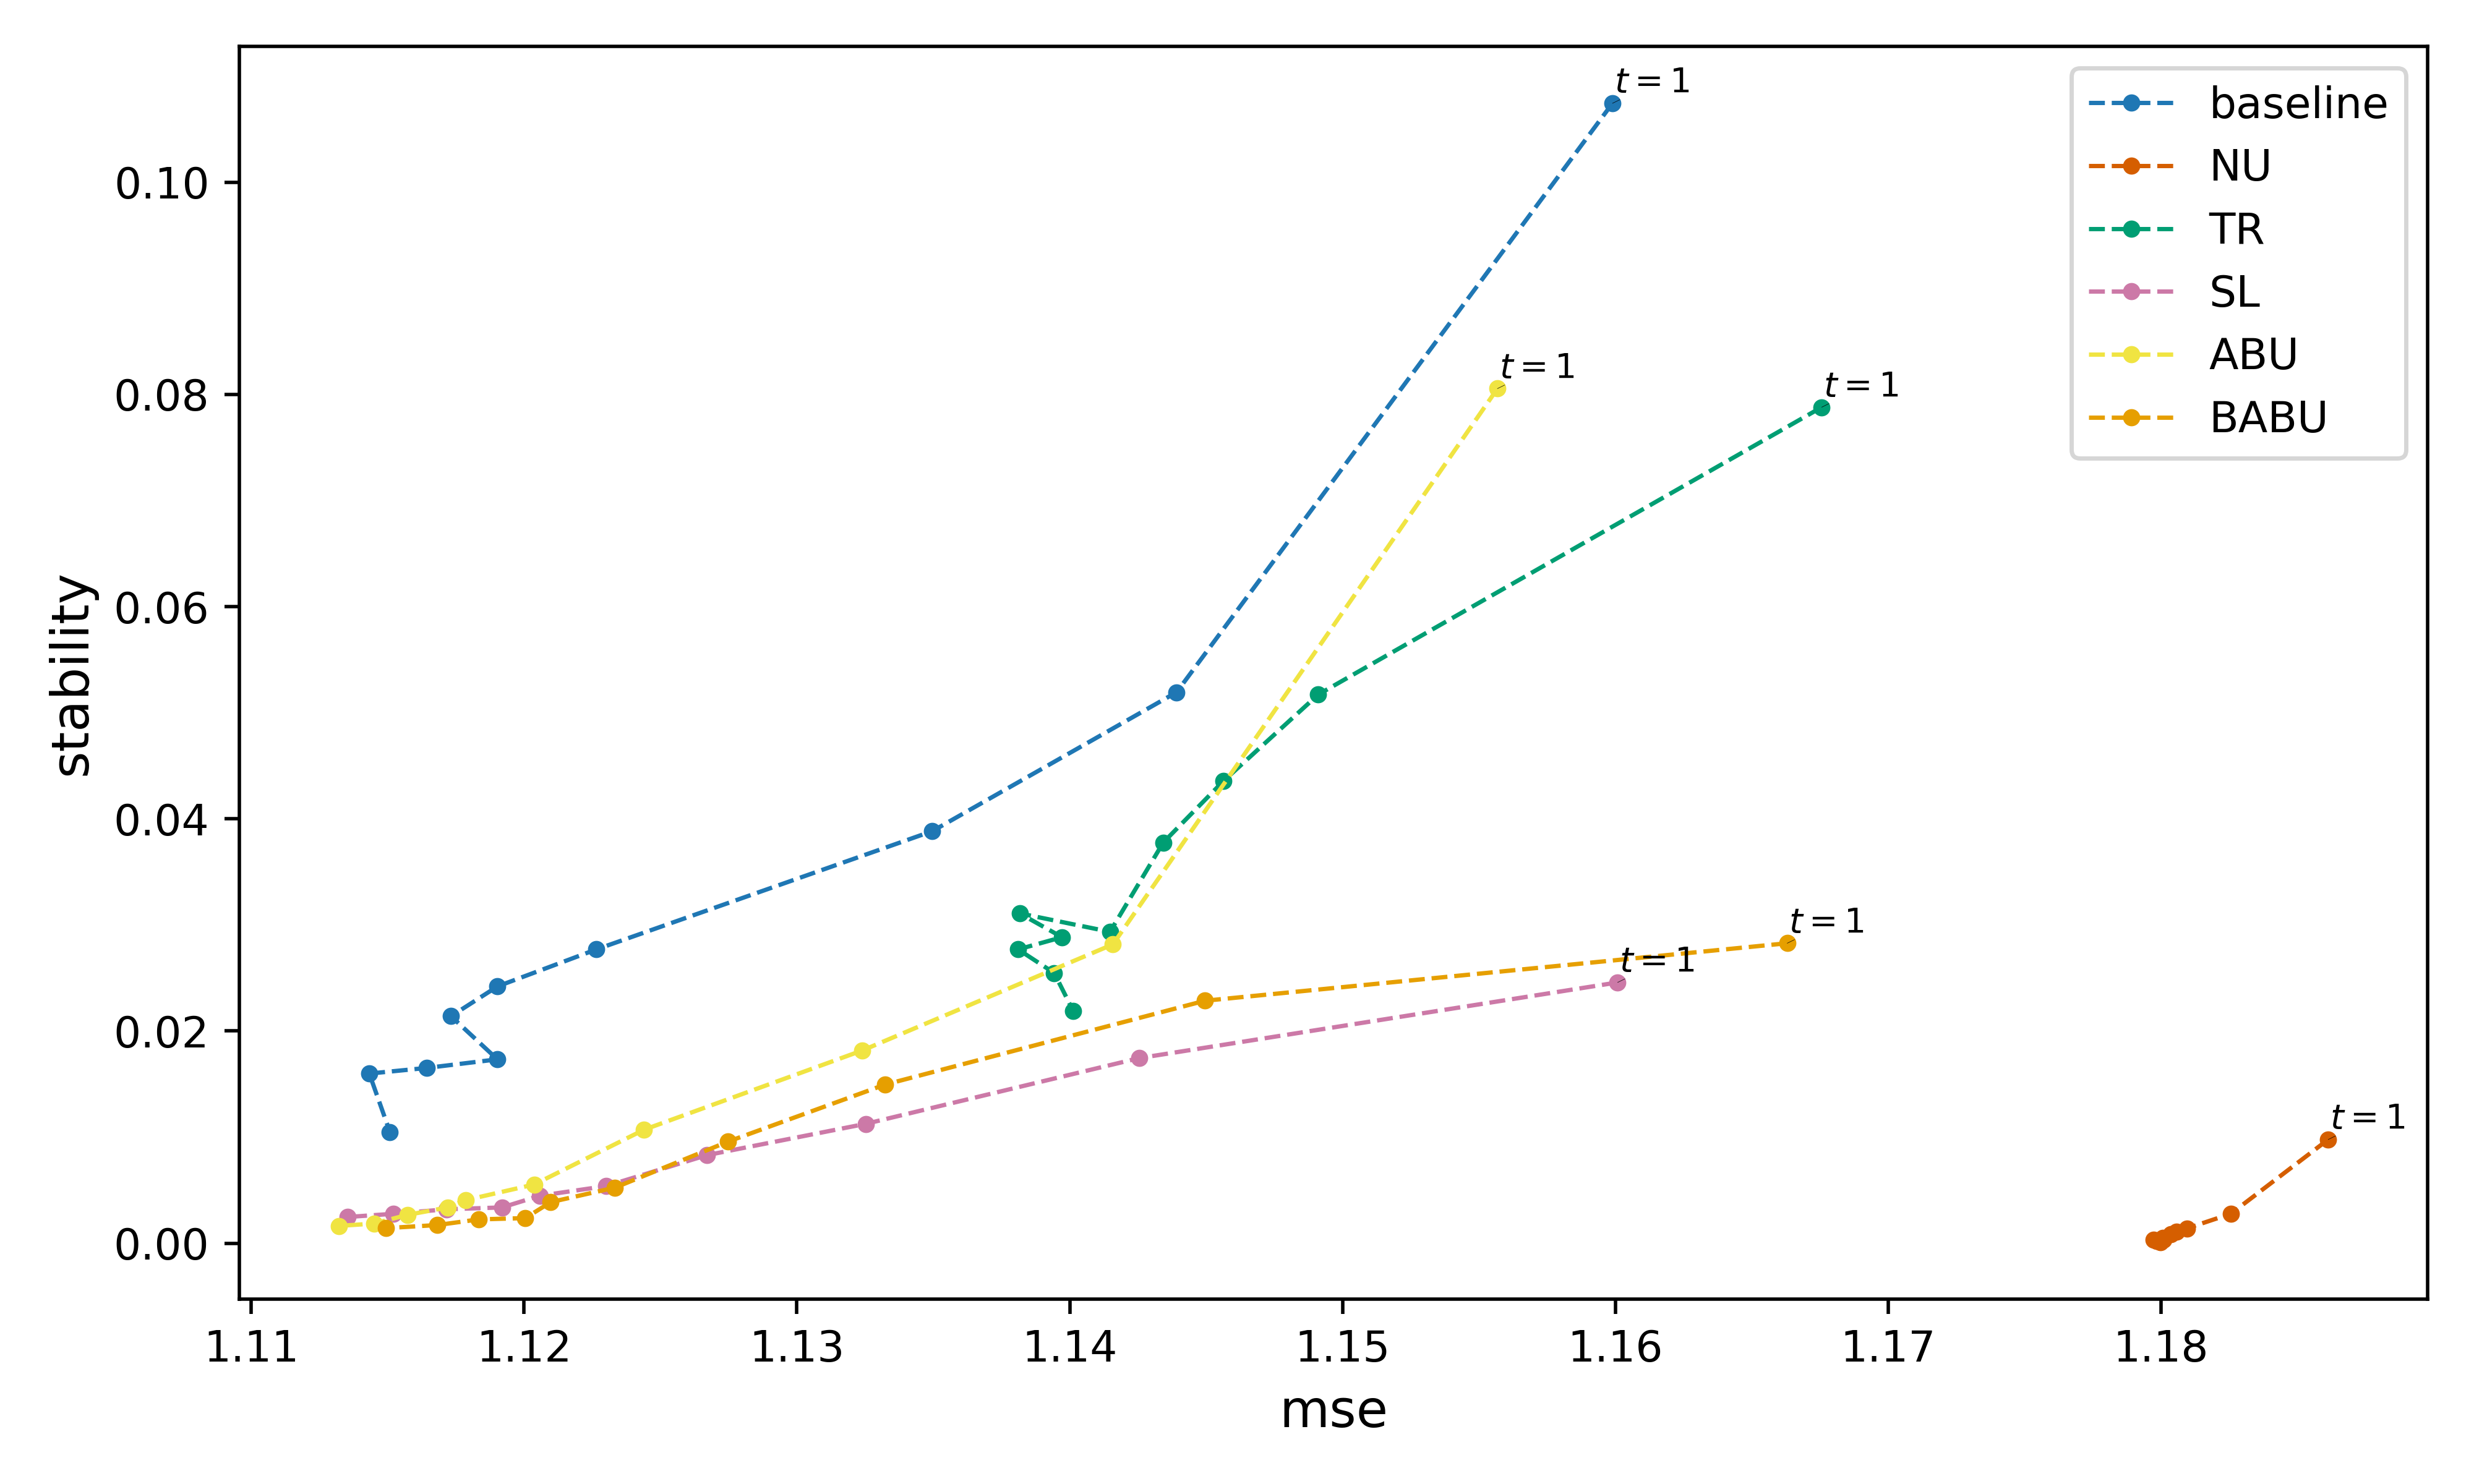 t = 1
t = 1
t = 1
t = 1
t = 1
t = 1
baseline
NU
TR
SL
ABU
BABU
stability
0.10
0.08
0.06
0.04
0.02
0.00
1.11
1.12
1.13
1.14
1.15
1.16
1.17
1.18
mse